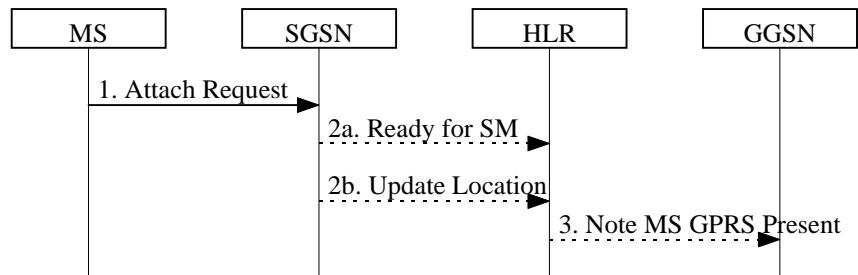 MS
SGSN
HLR
GGSN
1. Attach Request
2a. Ready for SM
2b. Update Location
3. Note MS GPRS Present